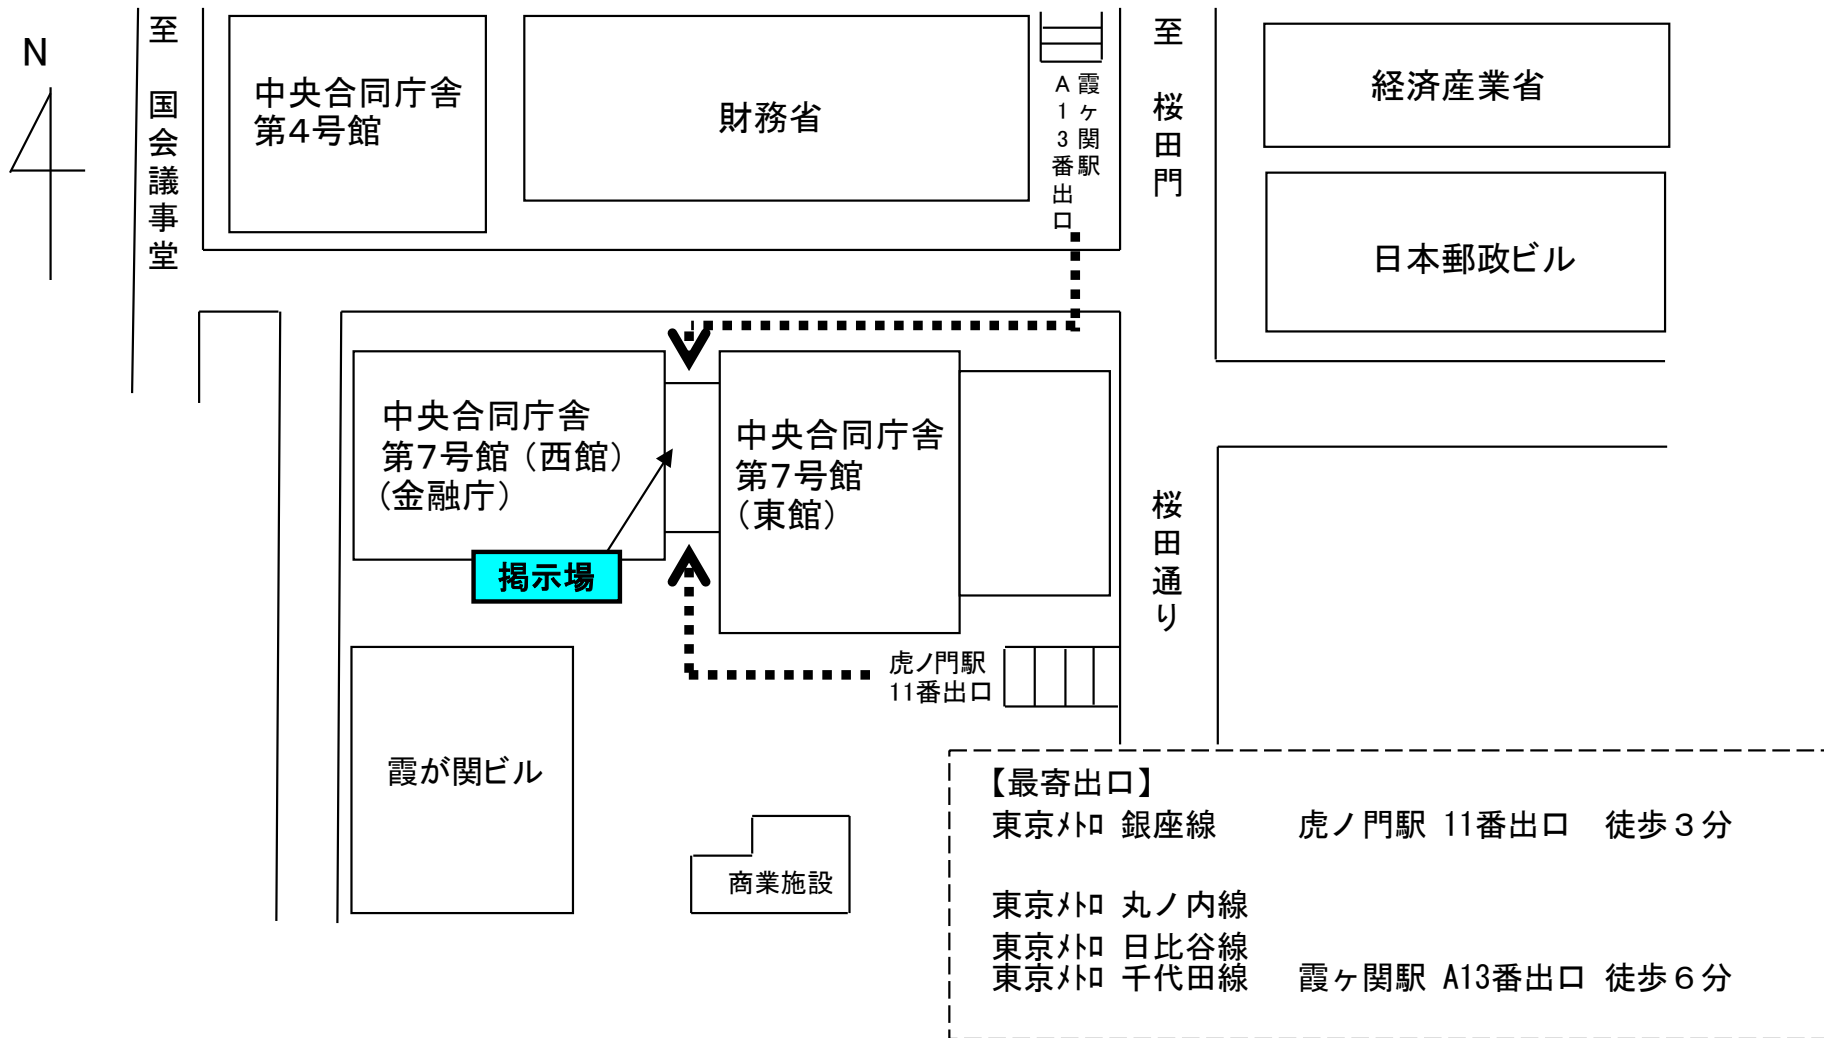 N
至 国会議事堂
中央合同庁舎
第4号館
財務省
霞ヶ関駅
A13番出口
至 桜田門
経済産業省
日本郵政ビル
中央合同庁舎
第7号館（西館）
（金融庁）
中央合同庁舎
第7号館
（東館）
掲示場
桜田通り
虎ノ門駅
11番出口
霞が関ビル
商業施設
【最寄出口】
東京ﾒﾄﾛ 銀座線 虎ノ門駅 11番出口 徒歩３分
東京ﾒﾄﾛ 丸ノ内線
東京ﾒﾄﾛ 日比谷線
東京ﾒﾄﾛ 千代田線 霞ヶ関駅 A13番出口 徒歩６分